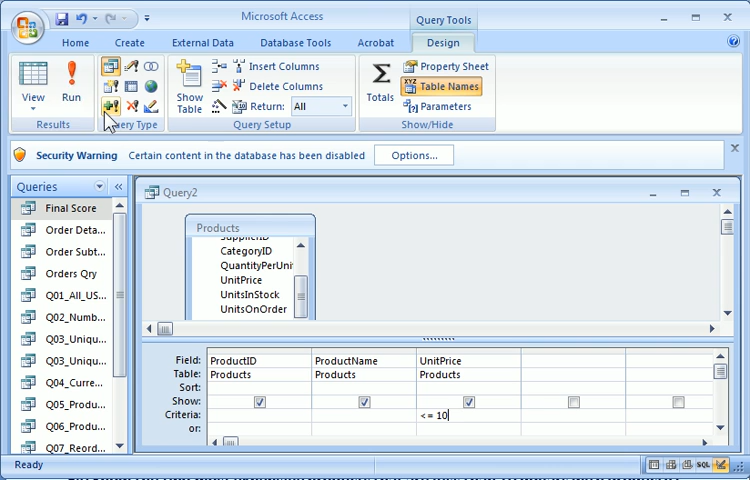 Microsoft Access
Query Tools
Home
Create
External Data
Database Tools
Acrobat
Design
View
Run
Results
Query Type
Show
Table
Insert Columns
Delete Columns
Return:
All
Query Setup
Totals
XYZ
Property Sheet
Table Names
Parameters
Show/Hide
Security Warning
Certain content in the database has been disabled
Options...
Queries
Final Score
Order Deta...
Order Subt...
Orders Qry
Q01_All_US...
Q02_Numb...
Q03_Uniqu...
Q03_Uniqu...
Q04_Curre...
Q05_Produ...
Q06_Produ...
Q07_Reord...
Query2
Products
CategoryID
QuantityPerUni
UnitPrice
UnitsInStock
UnitsOnOrder
Field:
ProductID
ProductName
UnitPrice
Table:
Products
Products
Products
Sort:
Show:
Criteria:
<= 10
or:
Ready
SQL